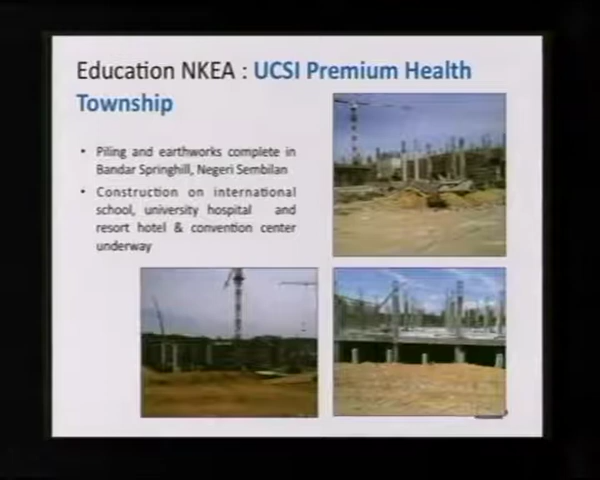 Education NKEA : UCSI Premium Health
Township
• Piling and earthworks complete in
Bandar Springhill, Negeri Sembilan
• Construction on international
school, university hospital and
resort hotel & convention center
underway